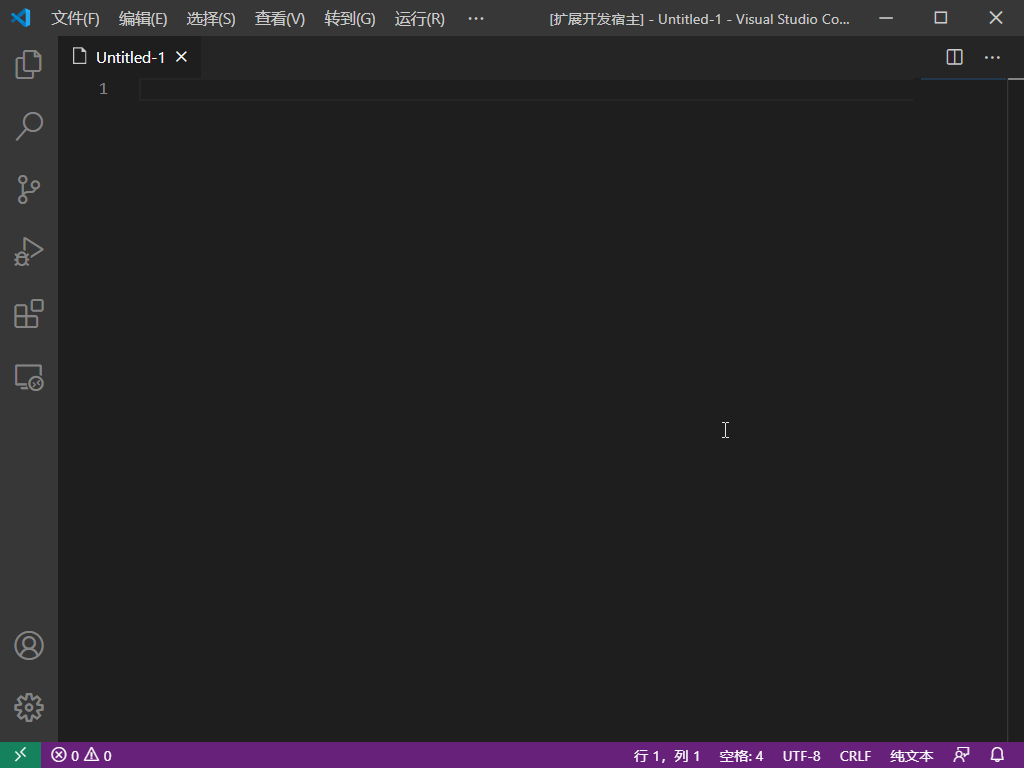 文件(F) 编辑(E) 选择(S) 查看(V) 转到(G) 运行(R) ··· [扩展开发宿主] - Untitled-1 - Visual Studio Co...
Untitled-1
1
0 0 行 1，列 1 空格: 4 UTF-8 CRLF 纯文本